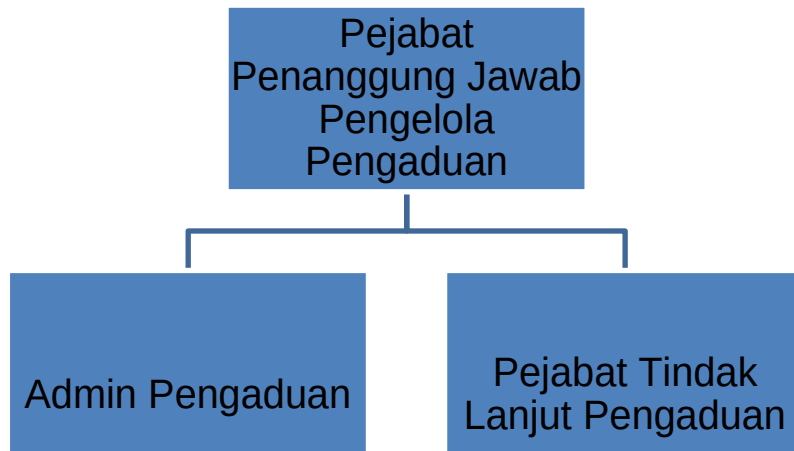 Pejabat
Penanggung Jawab
Pengelola
Pengaduan
Admin Pengaduan
Pejabat Tindak
Lanjut Pengaduan